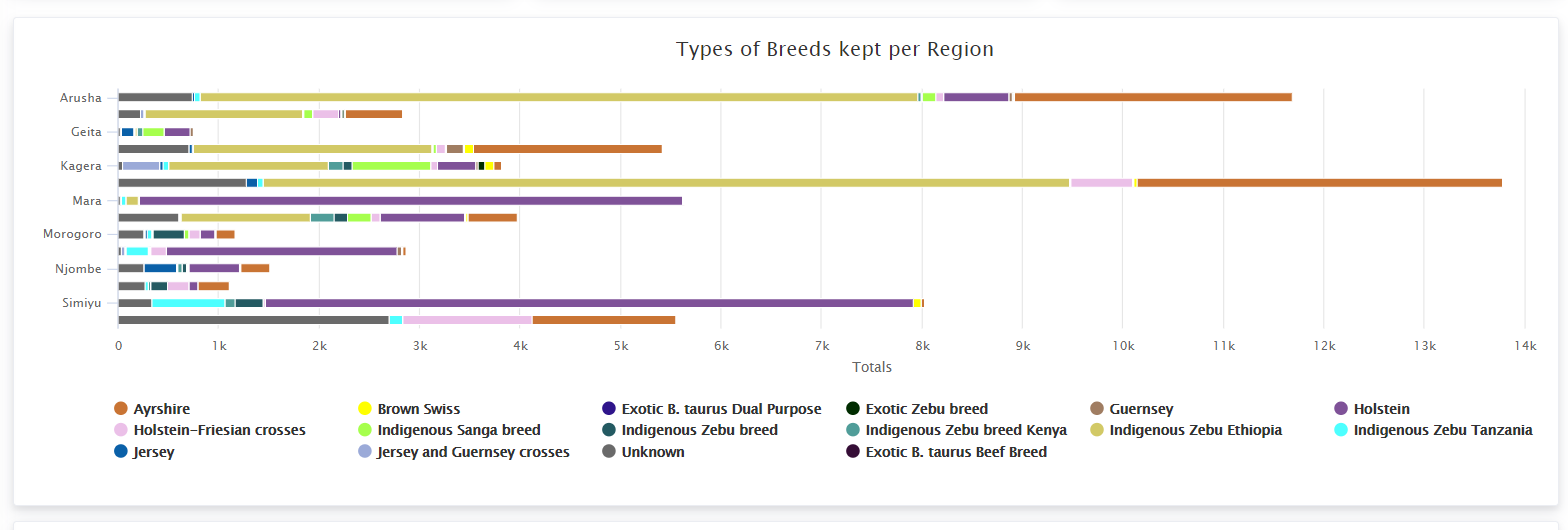 Types of Breeds kept per Region
Arusha
Geita
Kagera
Mara
Morogoro
Njombe
Simiyu
0 1k 2k 3k 4k 5k 6k 7k 8k 9k 10k 11k 12k 13k 14k
Totals
Ayrshire Brown Swiss Exotic B. taurus Dual Purpose Exotic Zebu breed Guernsey Holstein
Holstein-Friesian crosses Indigenous Sanga breed Indigenous Zebu breed Indigenous Zebu breed Kenya Indigenous Zebu Ethiopia Indigenous Zebu Tanzania
Jersey Jersey and Guernsey crosses Unknown Exotic B. taurus Beef Breed